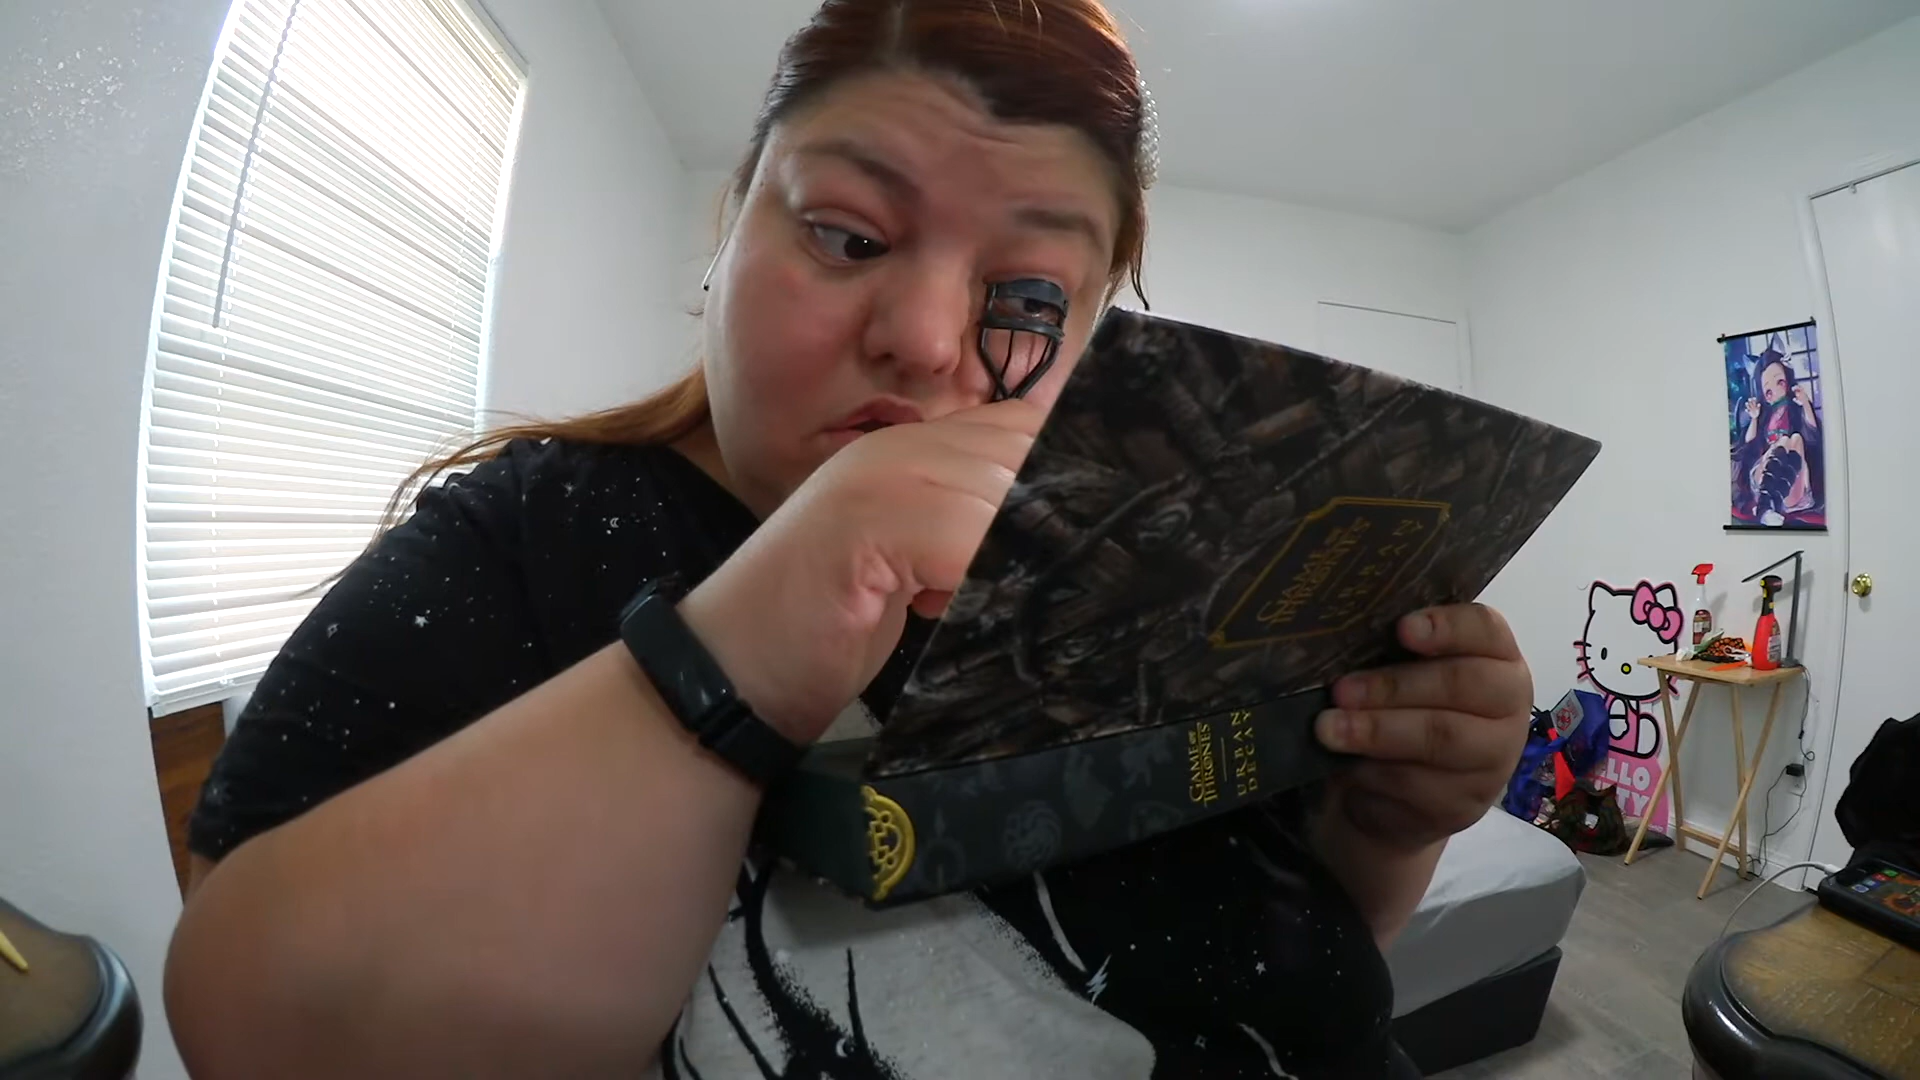 GAME OF
THRONES
URBAN
DECAY
GAME OF
THRONES
URBAN
DECAY
HELLO
KITTY